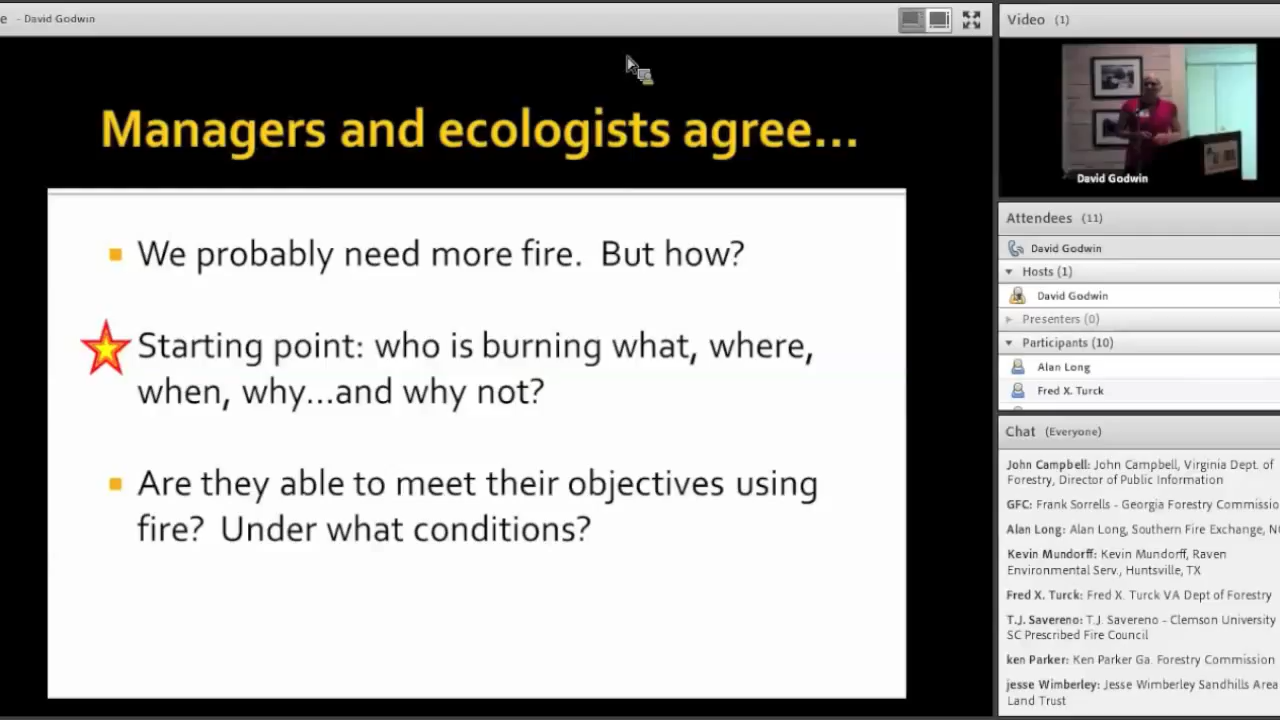 e - David Godwin
Managers and ecologists agree...
We probably need more fire. But how?
Starting point: who is burning what, where,
when, why...and why not?
Are they able to meet their objectives using
fire? Under what conditions?
Video (1)
David Godwin
Attendees (11)
David Godwin
Hosts (1)
David Godwin
Presenters (0)
Participants (10)
Alan Long
Fred X. Turck
Chat (Everyone)
John Campbell: John Campbell, Virginia Dept. of
Forestry, Director of Public Information
GFC: Frank Sorrells - Georgia Forestry Commissio
Alan Long: Alan Long, Southern Fire Exchange, N
Kevin Mundorff: Kevin Mundorff, Raven
Environmental Serv., Huntsville, TX
Fred X. Turck: Fred X. Turck VA Dept of Forestry
T.J. Savereno: T.J. Savereno - Clemson University
SC Prescribed Fire Council
ken Parker: Ken Parker Ga. Forestry Commission
jesse Wimberley: Jesse Wimberley Sandhills Area
Land Trust